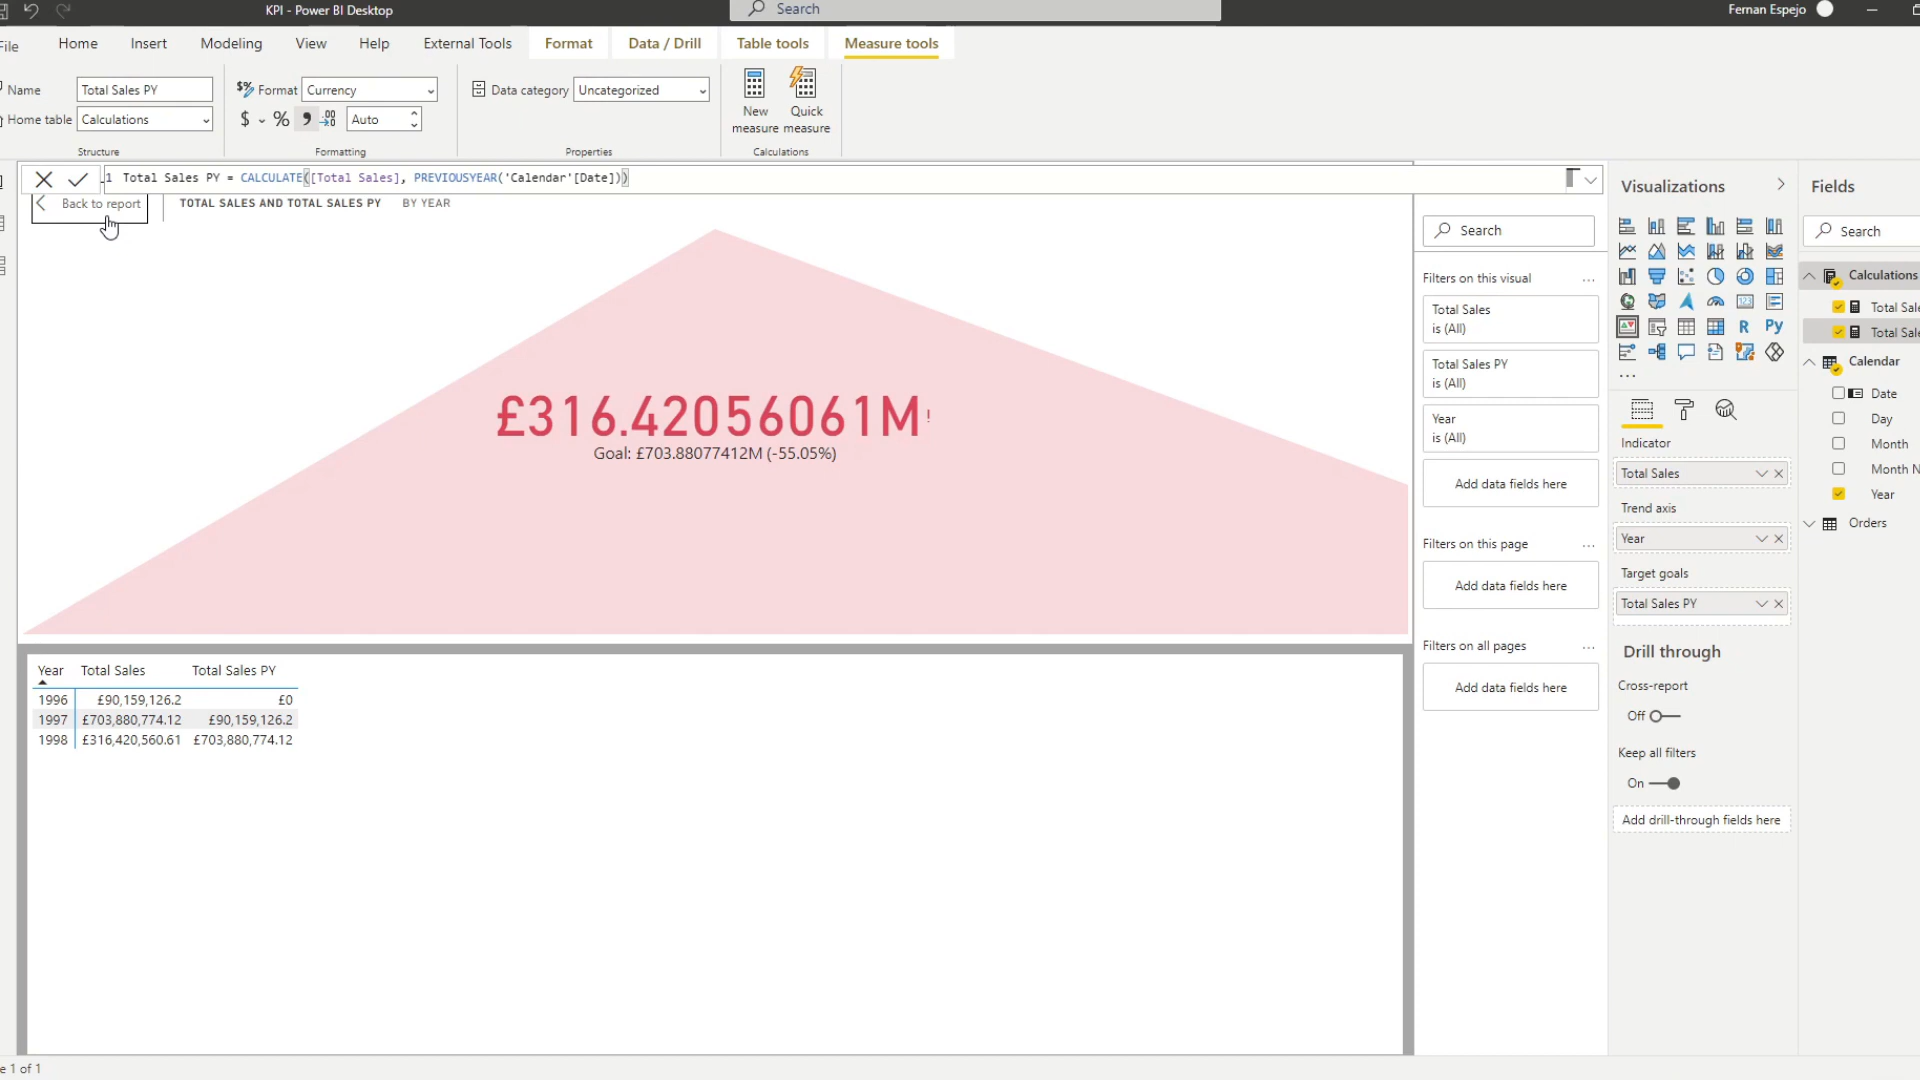 KPI - Power BI Desktop
Search
Fernan Espejo
File
Home
Insert
Modeling
View
Help
External Tools
Format
Data / Drill
Table tools
Measure tools
Name
Total Sales PY
Home table
Calculations
Structure
$% Format
Currency
$ % 9 .00
Auto
Formatting
Data category
Uncategorized
Properties
New measure
Quick measure
Calculations
1 Total Sales PY = CALCULATE([Total Sales], PREVIOUSYEAR('Calendar'[Date]))
Back to report
TOTAL SALES AND TOTAL SALES PY BY YEAR
£316.42056061M!
Goal: £703.88077412M (-55.05%)
Year Total Sales Total Sales PY
1996 £90,159,126.2 £0
1997 £703,880,774.12 £90,159,126.2
1998 £316,420,560.61 £703,880,774.12
Search
Filters on this visual ...
Total Sales
is (All)
Total Sales PY
is (All)
Year
is (All)
Add data fields here
Filters on this page ...
Add data fields here
Filters on all pages ...
Add data fields here
Visualizations
R
Py
123
...
Indicator
Total Sales
Trend axis
Year
Target goals
Total Sales PY
Drill through
Cross-report
Off
Keep all filters
On
Add drill-through fields here
Fields
Search
Calculations
Total Sale
Total Sale
Calendar
Date
Day
Month
Month N
Year
Orders
e 1 of 1